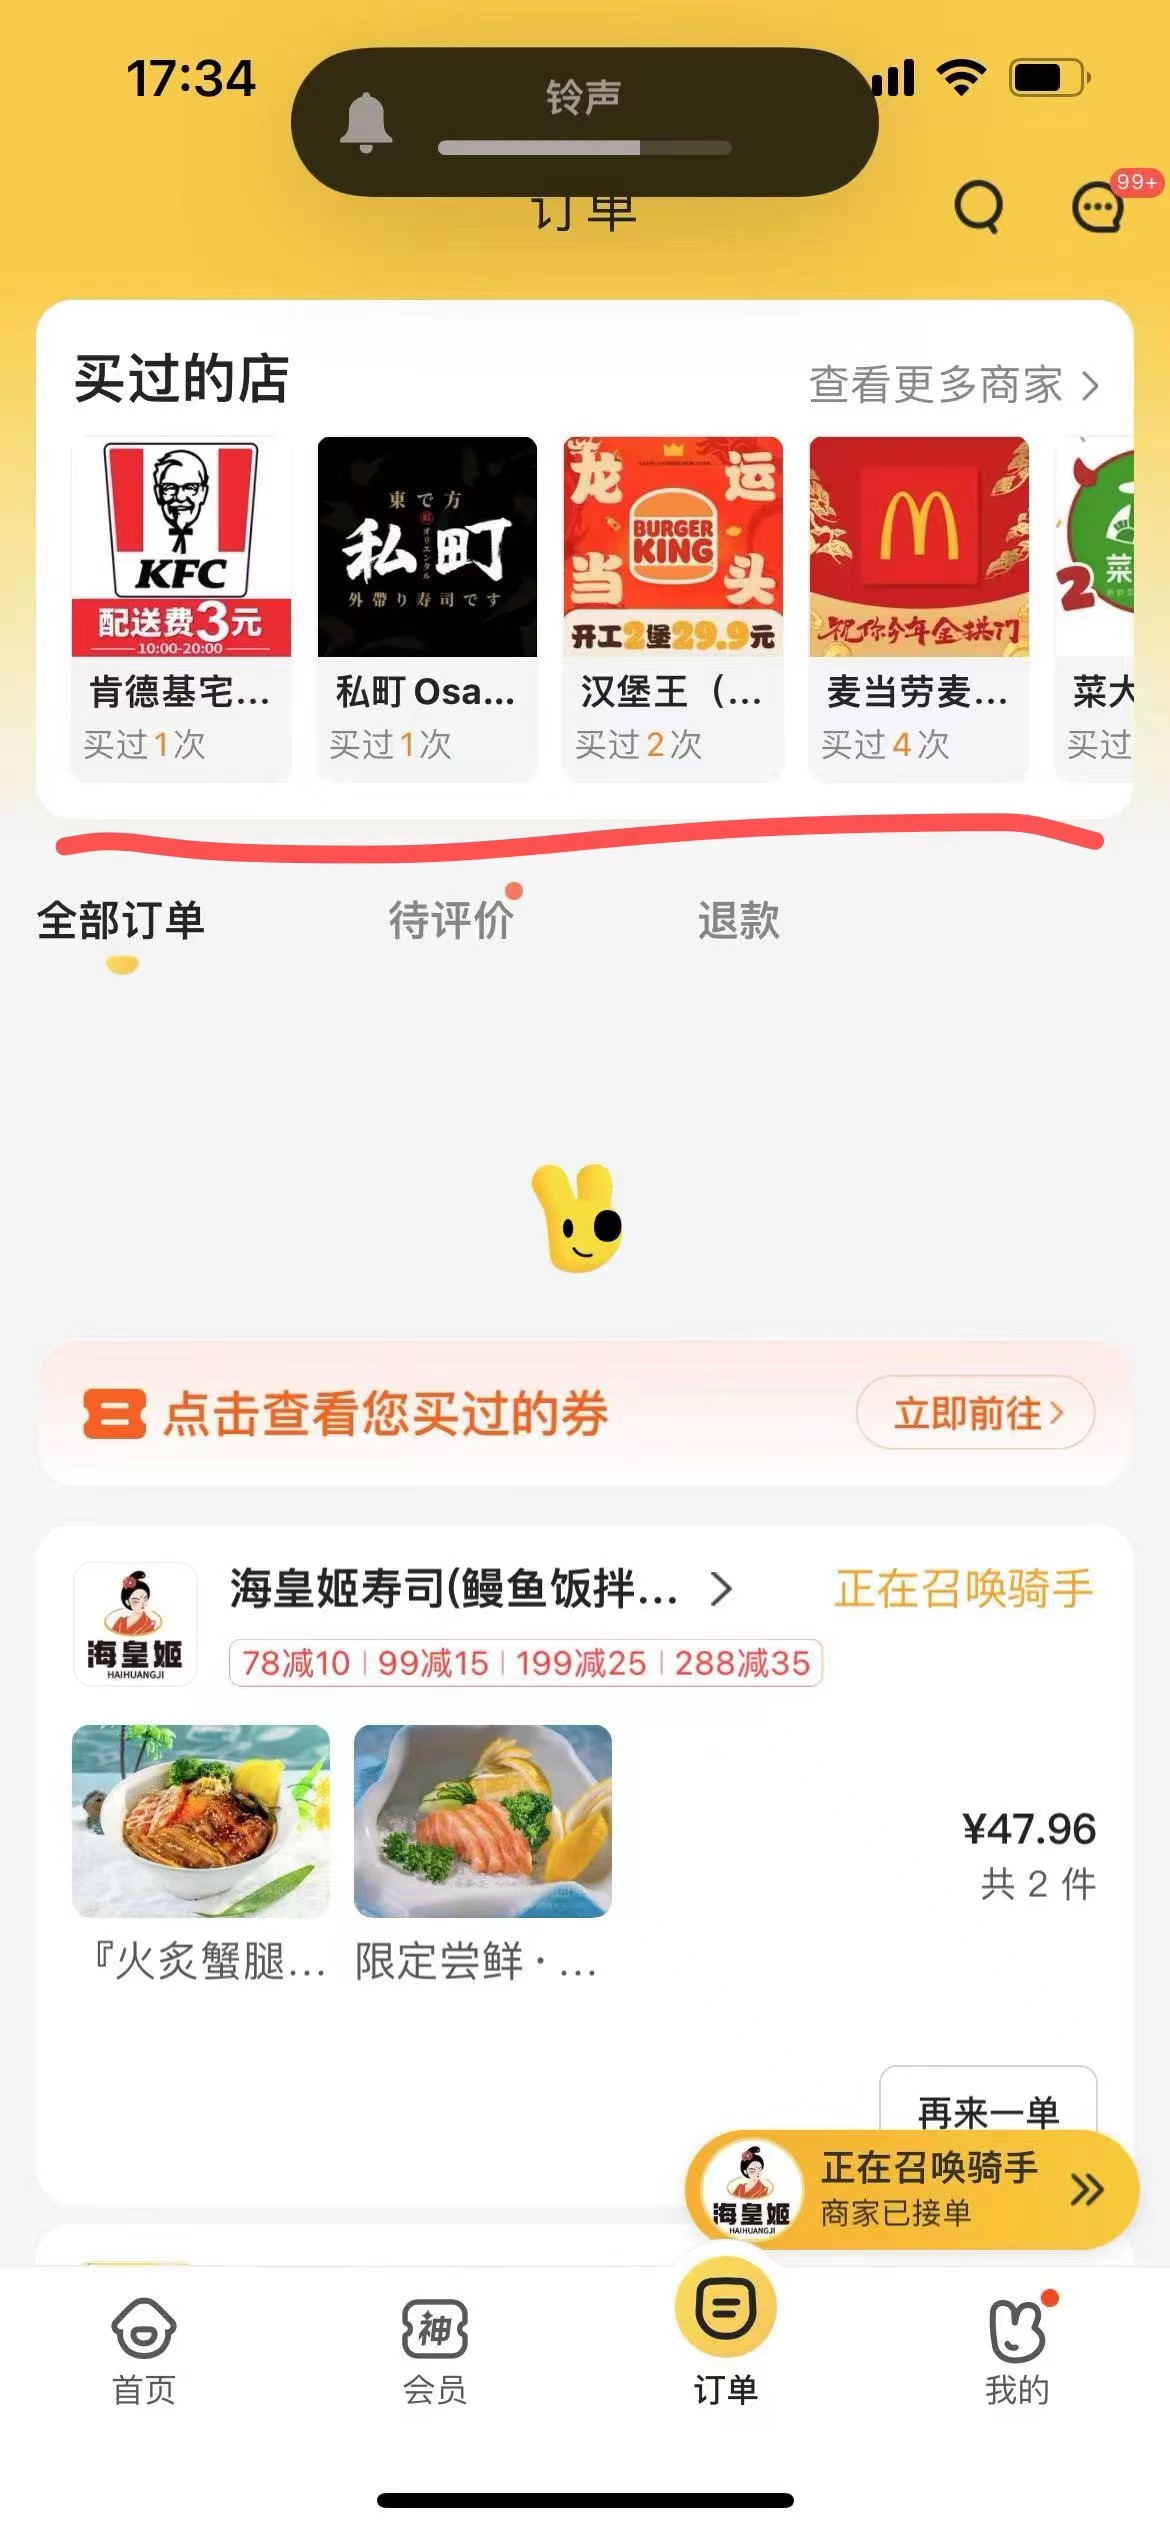 17:34
铃声
订单
99+
买过的店
查看更多商家
KFC
配送费3元
10:00-20:00
肯德基宅...
买过1次
東で方
私町
オリエンタル
外帶り寿司です
私町 Osa...
买过1次
龙运
BURGER
KING
当头
开工2堡29.9元
汉堡王（...
买过2次
祝你今年金拱门
麦当劳麦...
买过4次
菜
2
菜大
买过
全部订单
待评价
退款
点击查看您买过的券
立即前往
海皇姬
HAIHUANGJI
海皇姬寿司(鳗鱼饭拌...
正在召唤骑手
78减10 | 99减15 | 199减25 | 288减35
『火炙蟹腿...
限定尝鲜·...
¥47.96
共 2 件
再来一单
海皇姬
HAIHUANGJI
正在召唤骑手
商家已接单
首页
神
会员
订单
我的